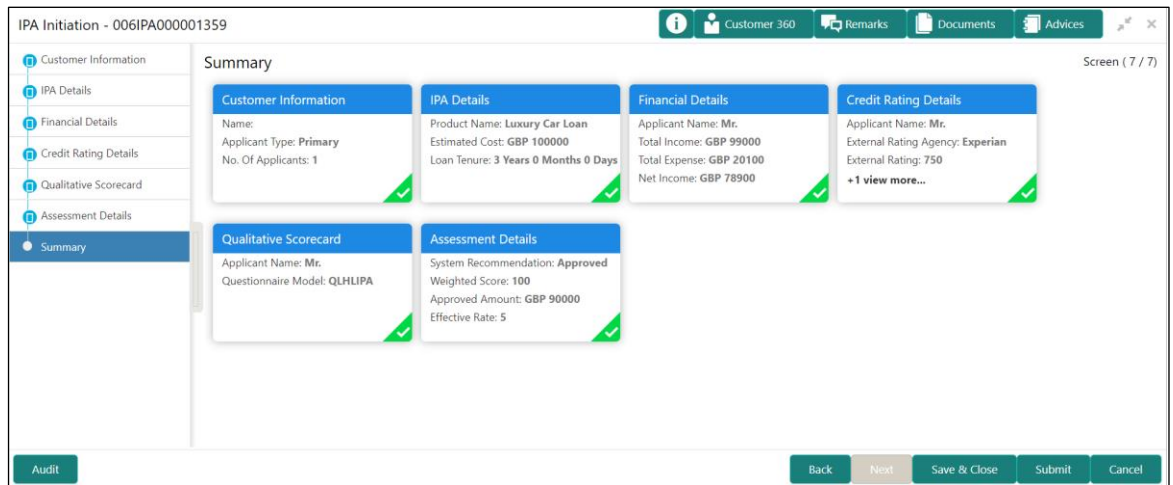 IPA Initiation - 006IPA000001359
Customer 360
Remarks
Documents
Advices
Customer Information
IPA Details
Financial Details
Credit Rating Details
Qualitative Scorecard
Assessment Details
Summary
Summary
Screen ( 7 / 7)
Customer Information
Name:
Applicant Type: Primary
No. Of Applicants: 1
IPA Details
Product Name: Luxury Car Loan
Estimated Cost: GBP 100000
Loan Tenure: 3 Years 0 Months 0 Days
Financial Details
Applicant Name: Mr.
Total Income: GBP 99000
Total Expense: GBP 20100
Net Income: GBP 78900
Credit Rating Details
Applicant Name: Mr.
External Rating Agency: Experian
External Rating: 750
+1 view more...
Qualitative Scorecard
Applicant Name: Mr.
Questionnaire Model: QLHLIPA
Assessment Details
System Recommendation: Approved
Weighted Score: 100
Approved Amount: GBP 90000
Effective Rate: 5
Audit
Back
Next
Save & Close
Submit
Cancel